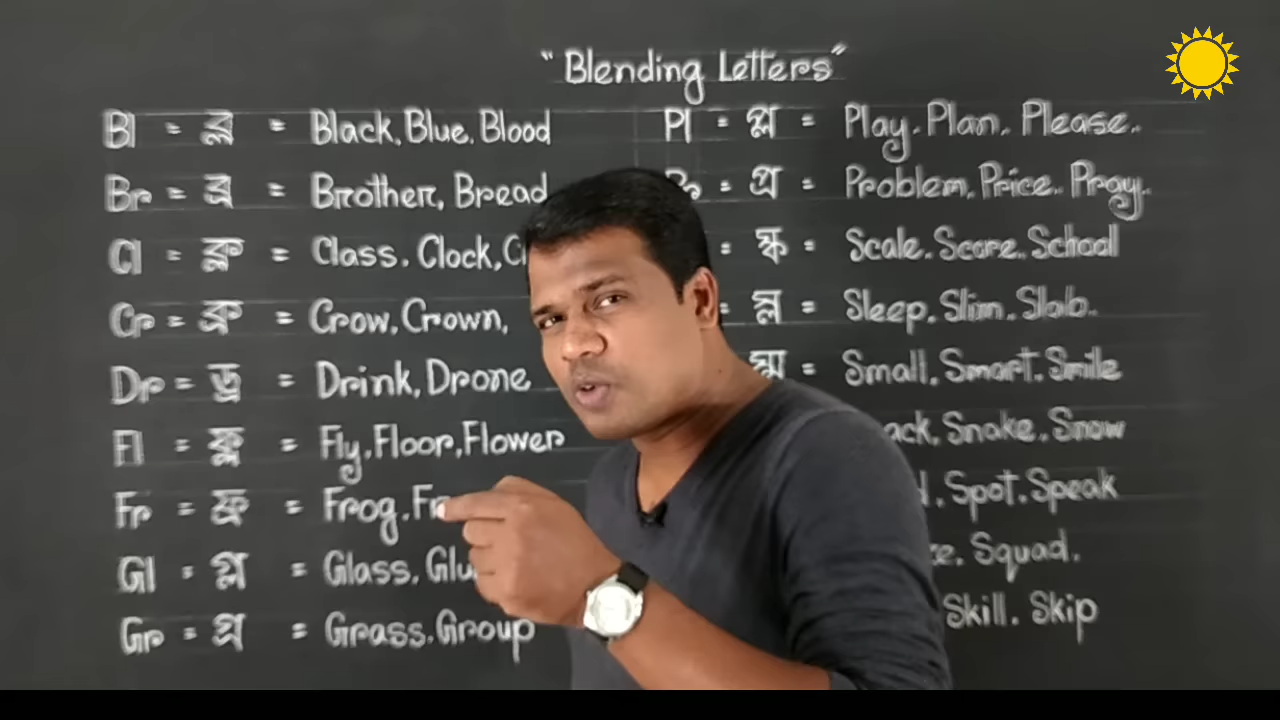 "Blending Letters"
Bl = ব্ল = Black, Blue, Blood
Br = ব্র = Brother, Bread
Cl = ক্ল = Class, Clock,
Cr = ক্র = Crow, Crown,
Dr = ড্র = Drink, Drone
Fl = ফ্ল = Fly, Floor, Flower
Fr = ফ্র = Frog,
Gl = গ্ল = Glass,
Gr = গ্র = Grass, Group
Pl = প্ল = Play, Plan, Please.
= প্র = Problem, Price, Pray.
= স্ক = Scale, Score, School
= স্ল = Sleep, Slim, Slab.
স্ম = Small, Smart, Smile
Snake, Snow
Spot, Speak
Squad.
Skill, Skip